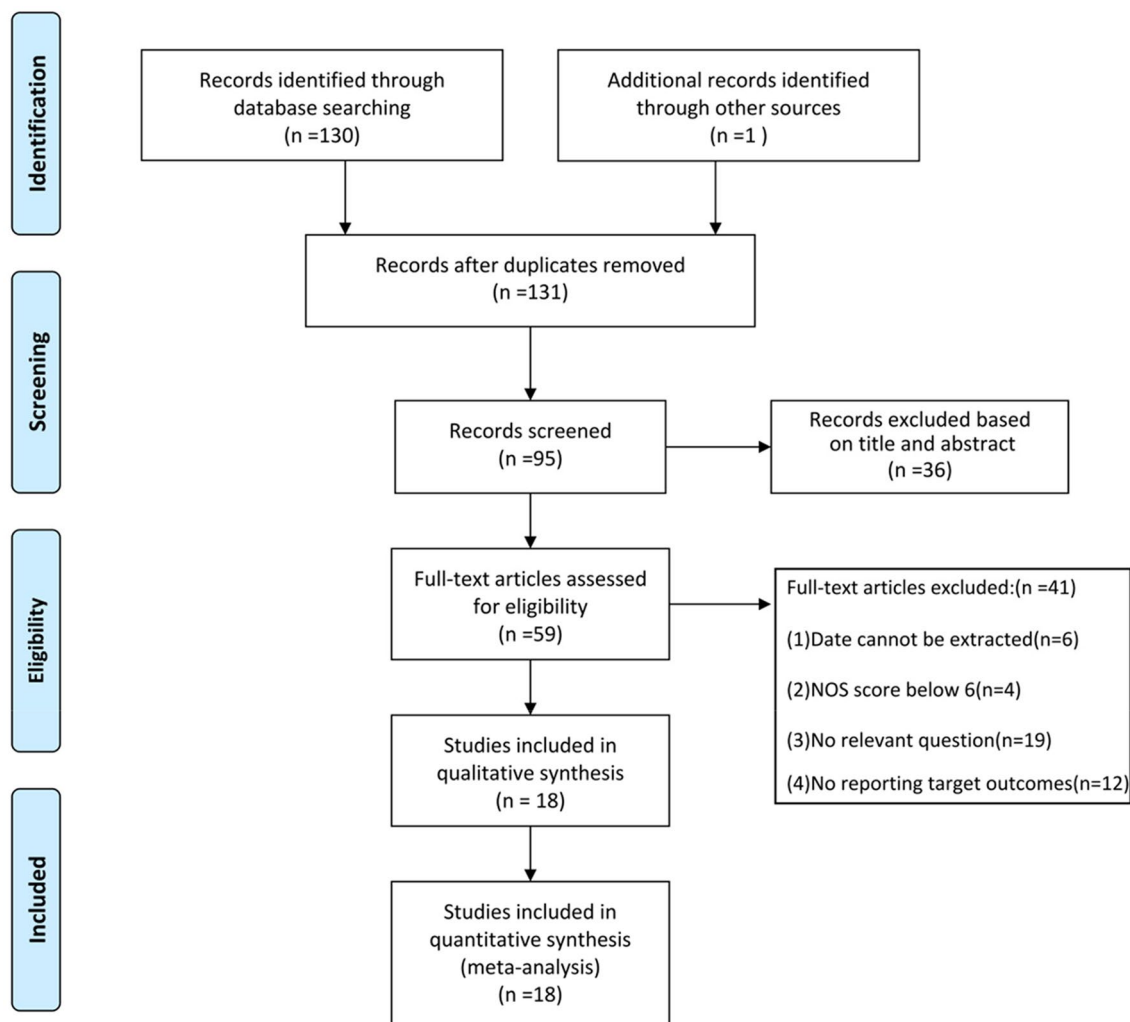 Identification
Records identified through
database searching
(n =130)
Additional records identified
through other sources
(n =1 )
Records after duplicates removed
(n =131)
Screening
Records screened
(n =95)
Records excluded based
on title and abstract
(n =36)
Eligibility
Full-text articles assessed
for eligibility
(n =59)
Full-text articles excluded:(n =41)
(1)Date cannot be extracted(n=6)
(2)NOS score below 6(n=4)
(3)No relevant question(n=19)
(4)No reporting target outcomes(n=12)
Studies included in
qualitative synthesis
(n = 18)
Included
Studies included in
quantitative synthesis
(meta-analysis)
(n =18)